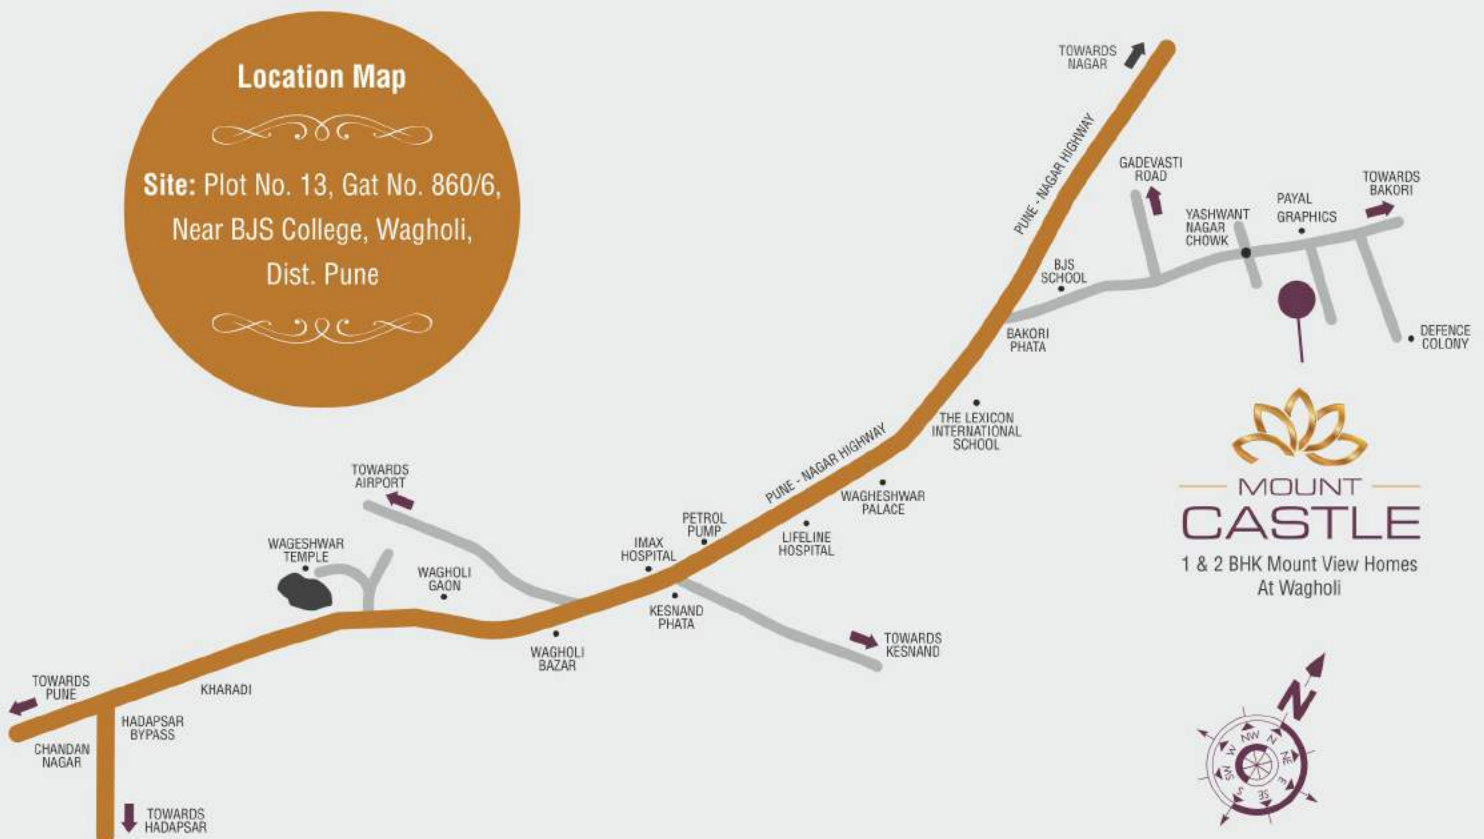 Location Map
Site: Plot No. 13, Gat No. 860/6,
Near BJS College, Wagholi,
Dist. Pune
TOWARDS
NAGAR
PUNE - NAGAR HIGHWAY
GADEVASTI
ROAD
YASHWANT
NAGAR
CHOWK
PAYAL
GRAPHICS
TOWARDS
BAKORI
BJS
SCHOOL
BAKORI
PHATA
DEFENCE
COLONY
THE LEXICON
INTERNATIONAL
SCHOOL
PUNE - NAGAR HIGHWAY
WAGHESHWAR
PALACE
LIFELINE
HOSPITAL
PETROL
PUMP
IMAX
HOSPITAL
KESNAND
PHATA
TOWARDS
KESNAND
TOWARDS
AIRPORT
WAGESHWAR
TEMPLE
WAGHOLI
GAON
WAGHOLI
BAZAR
KHARADI
TOWARDS
PUNE
HADAPSAR
BYPASS
CHANDAN
NAGAR
TOWARDS
HADAPSAR
MOUNT
CASTLE
1 & 2 BHK Mount View Homes
At Wagholi
N
N
NE
E
SE
S
SW
W
NW